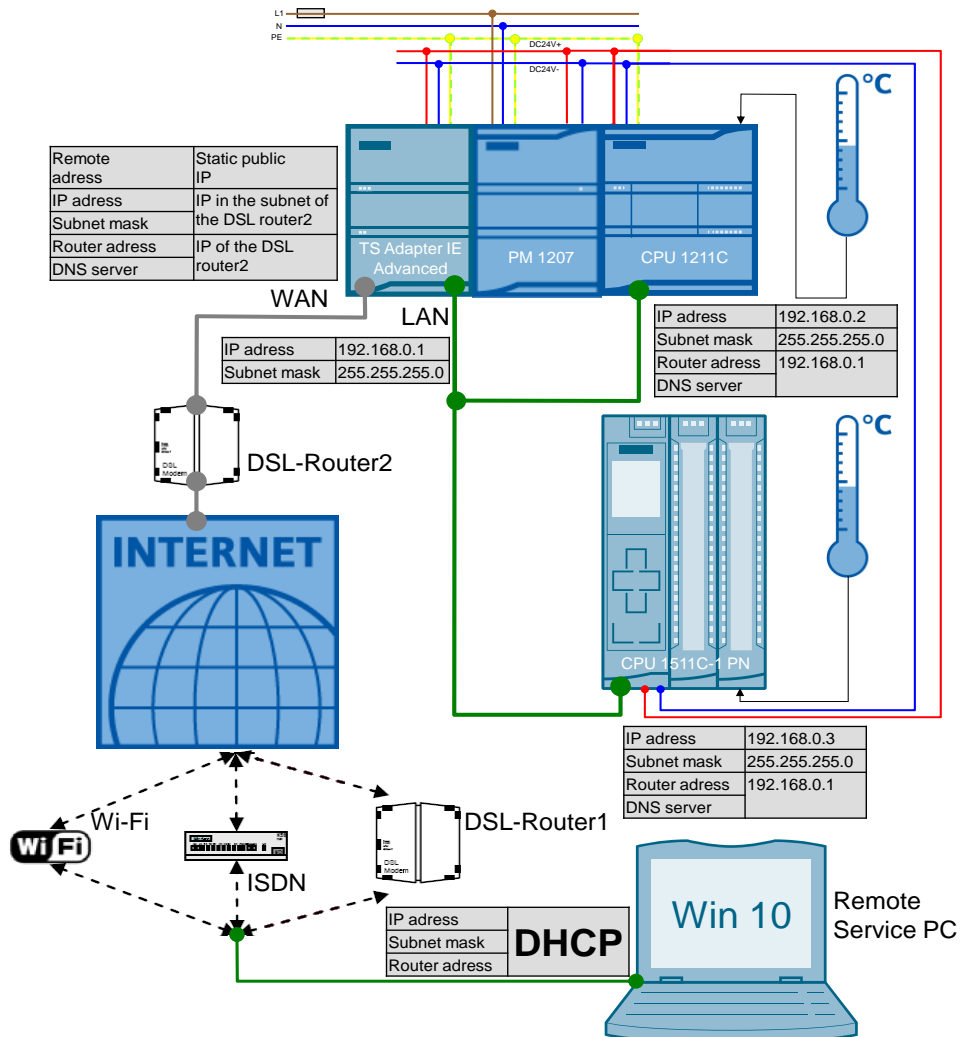 L1
N
PE
DC24V+
DC24V-
°C
Remote adress
Static public IP
IP adress
Subnet mask
IP in the subnet of the DSL router2
Router adress
DNS server
IP of the DSL router2
TS Adapter IE Advanced
PM 1207
CPU 1211C
WAN
LAN
IP adress 192.168.0.1
Subnet mask 255.255.255.0
IP adress 192.168.0.2
Subnet mask 255.255.255.0
Router adress 192.168.0.1
DNS server
DSL Modem
DSL-Router2
°C
INTERNET
CPU 1511C-1 PN
IP adress 192.168.0.3
Subnet mask 255.255.255.0
Router adress 192.168.0.1
DNS server
Wi-Fi
Wi Fi
ISDN
DSL Modem
DSL-Router1
IP adress
Subnet mask
Router adress
DHCP
Win 10
Remote
Service PC